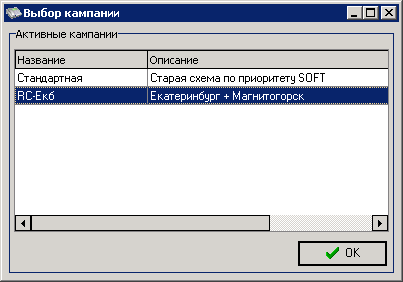 Выбор кампании
Активные кампании
Название Описание
Стандартная Старая схема по приоритету SOFT
RC-Екб Екатеринбург + Магнитогорск
OK